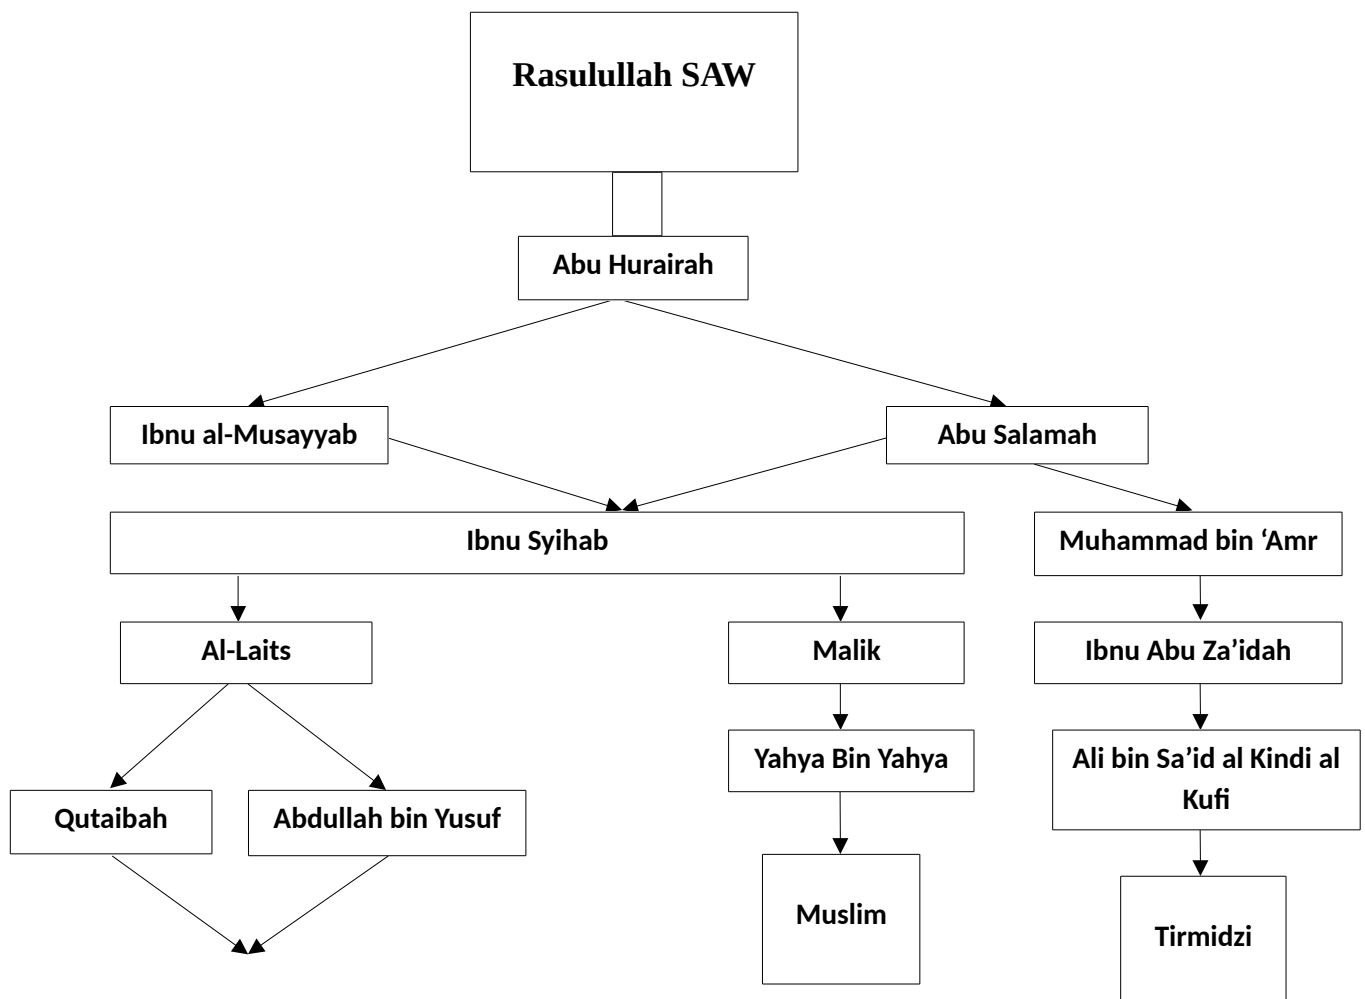 Rasulullah SAW
Abu Hurairah
Ibnu al-Musayyab
Abu Salamah
Ibnu Syihab
Muhammad bin ‘Amr
Al-Laits
Malik
Ibnu Abu Za’idah
Yahya Bin Yahya
Ali bin Sa’id al Kindi al
Kufi
Qutaibah
Abdullah bin Yusuf
Muslim
Tirmidzi